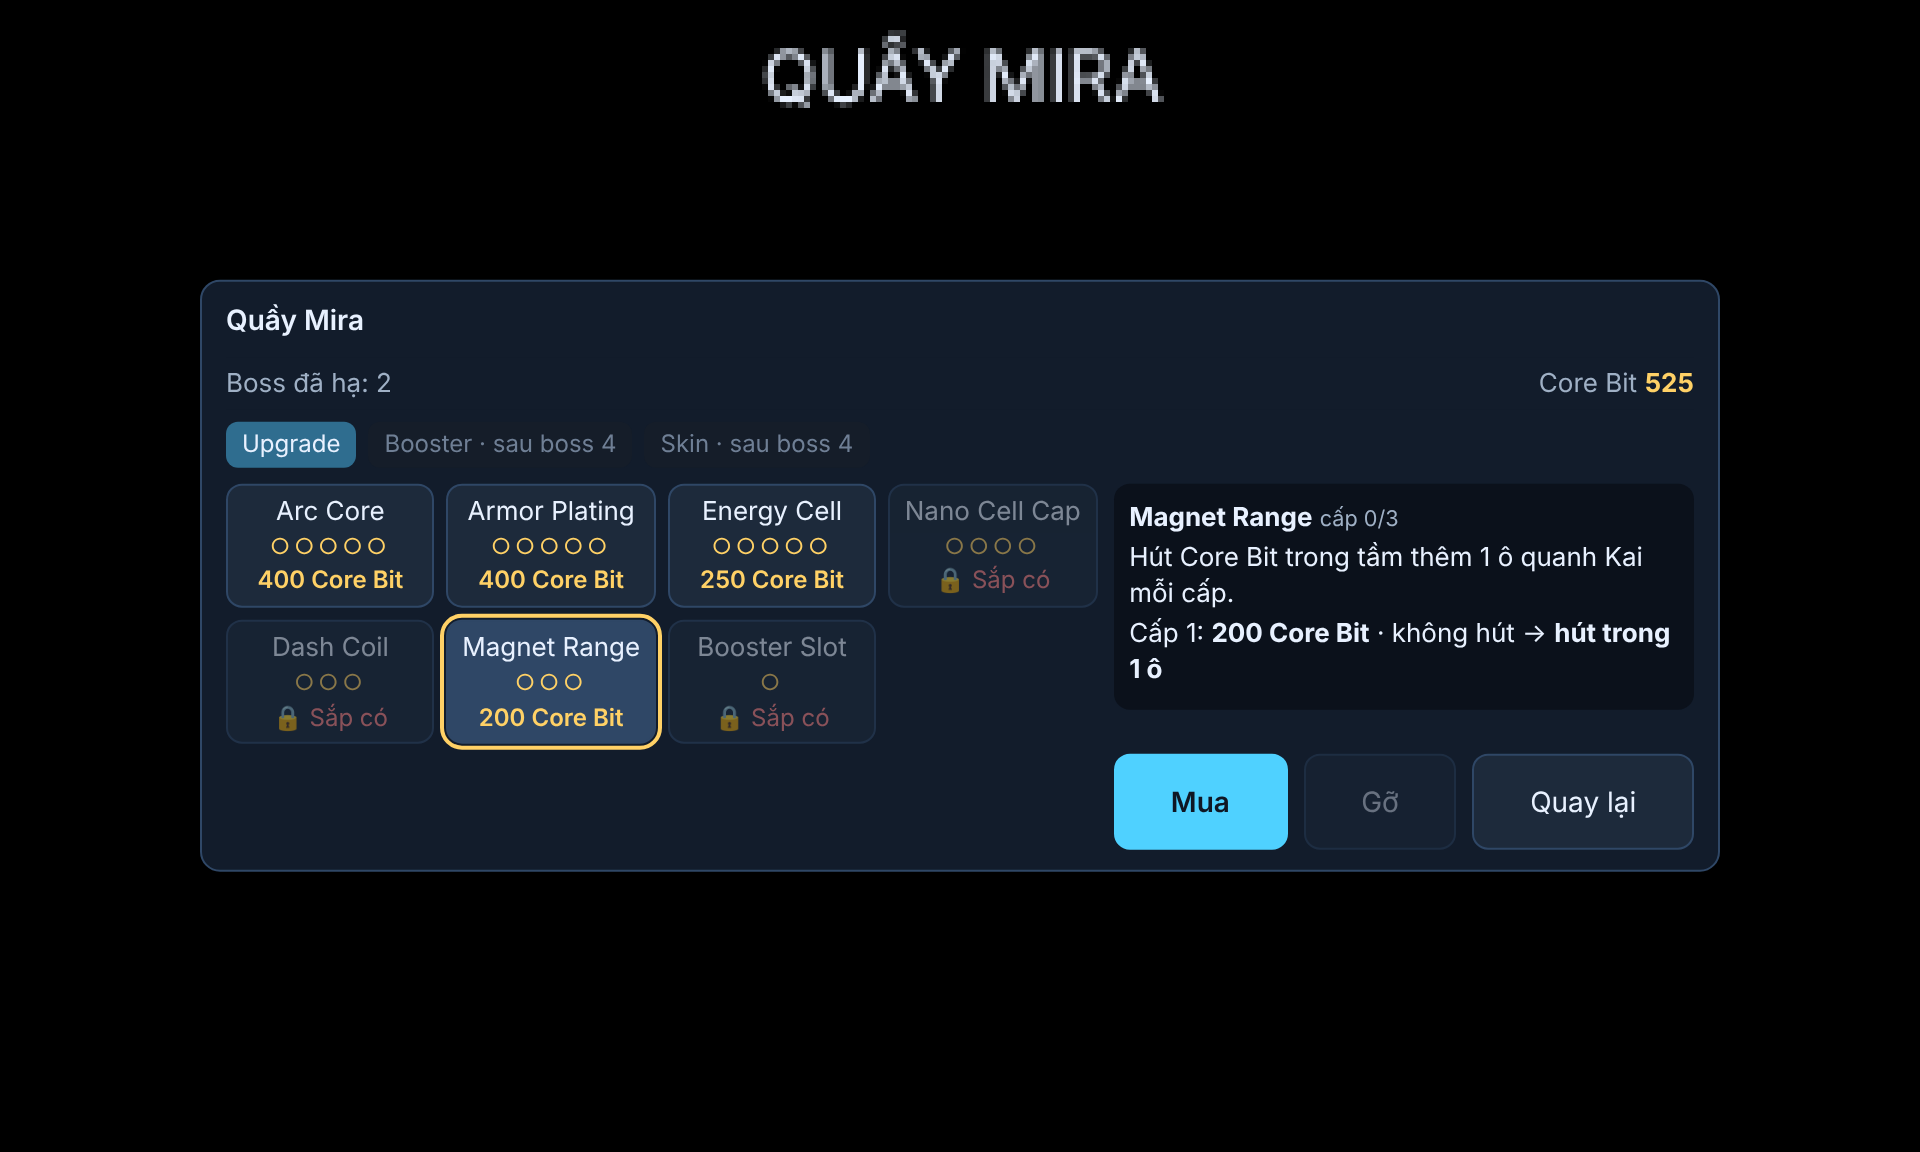 QUẦY MIRA
Quầy Mira
Boss đã hạ: 2
Core Bit 525
Upgrade
Booster · sau boss 4
Skin · sau boss 4
Arc Core
400 Core Bit
Armor Plating
400 Core Bit
Energy Cell
250 Core Bit
Nano Cell Cap
Sắp có
Dash Coil
Sắp có
Magnet Range
200 Core Bit
Booster Slot
Sắp có
Magnet Range cấp 0/3
Hút Core Bit trong tầm thêm 1 ô quanh Kai
mỗi cấp.
Cấp 1: 200 Core Bit · không hút → hút trong
1 ô
Mua
Gỡ
Quay lại